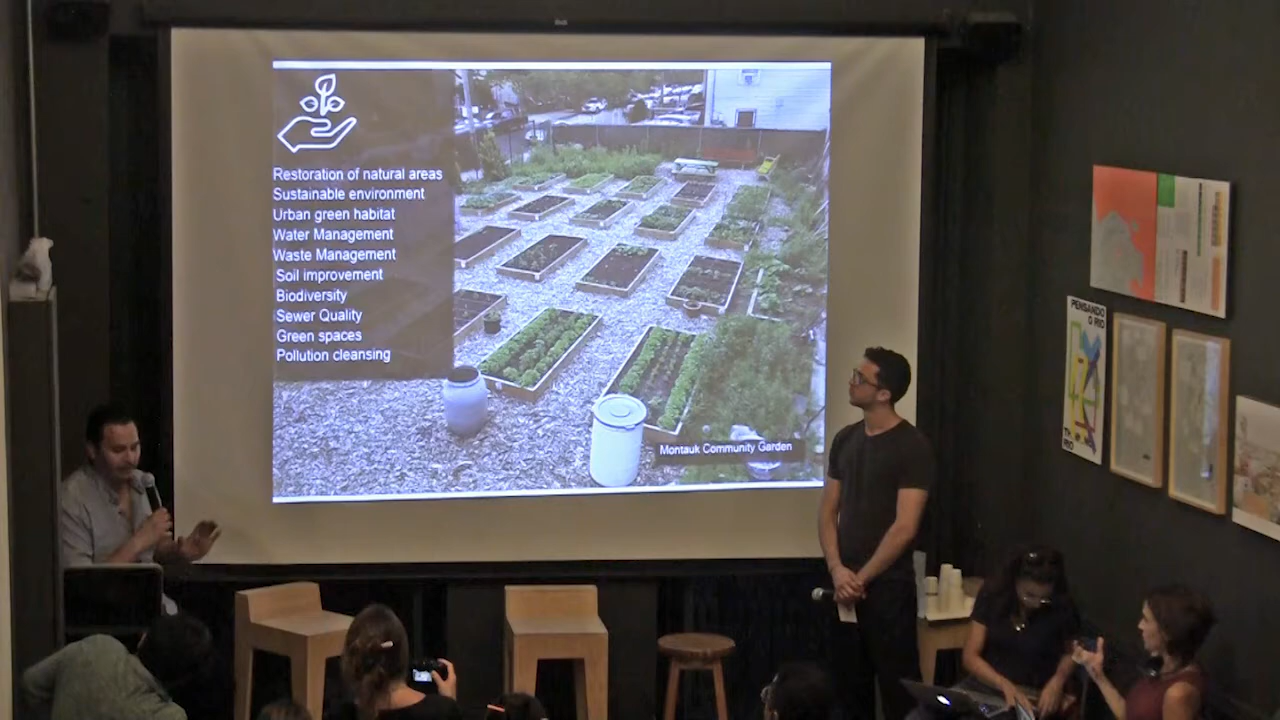 Restoration of natural areas
Sustainable environment
Urban green habitat
Water Management
Waste Management
Soil improvement
Biodiversity
Sewer Quality
Green spaces
Pollution cleansing
Montauk Community Garden
PENSANDO
O RIO